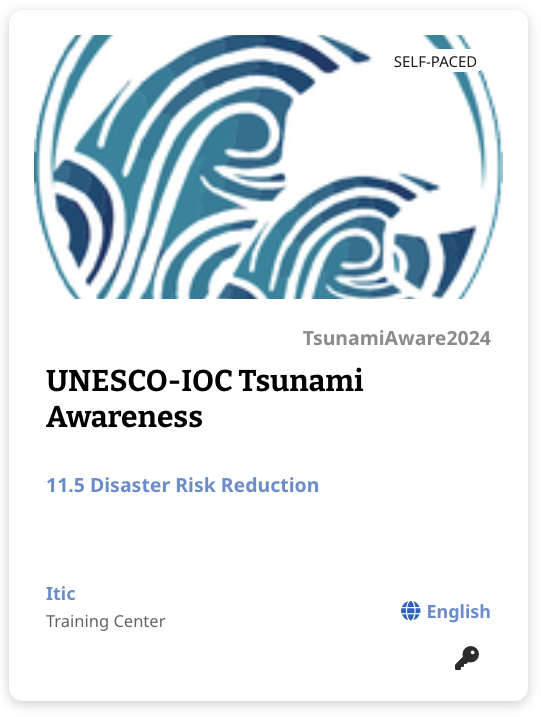 SELF-PACED
TsunamiAware2024
UNESCO-IOC Tsunami
Awareness
11.5 Disaster Risk Reduction
Itic
Training Center
English